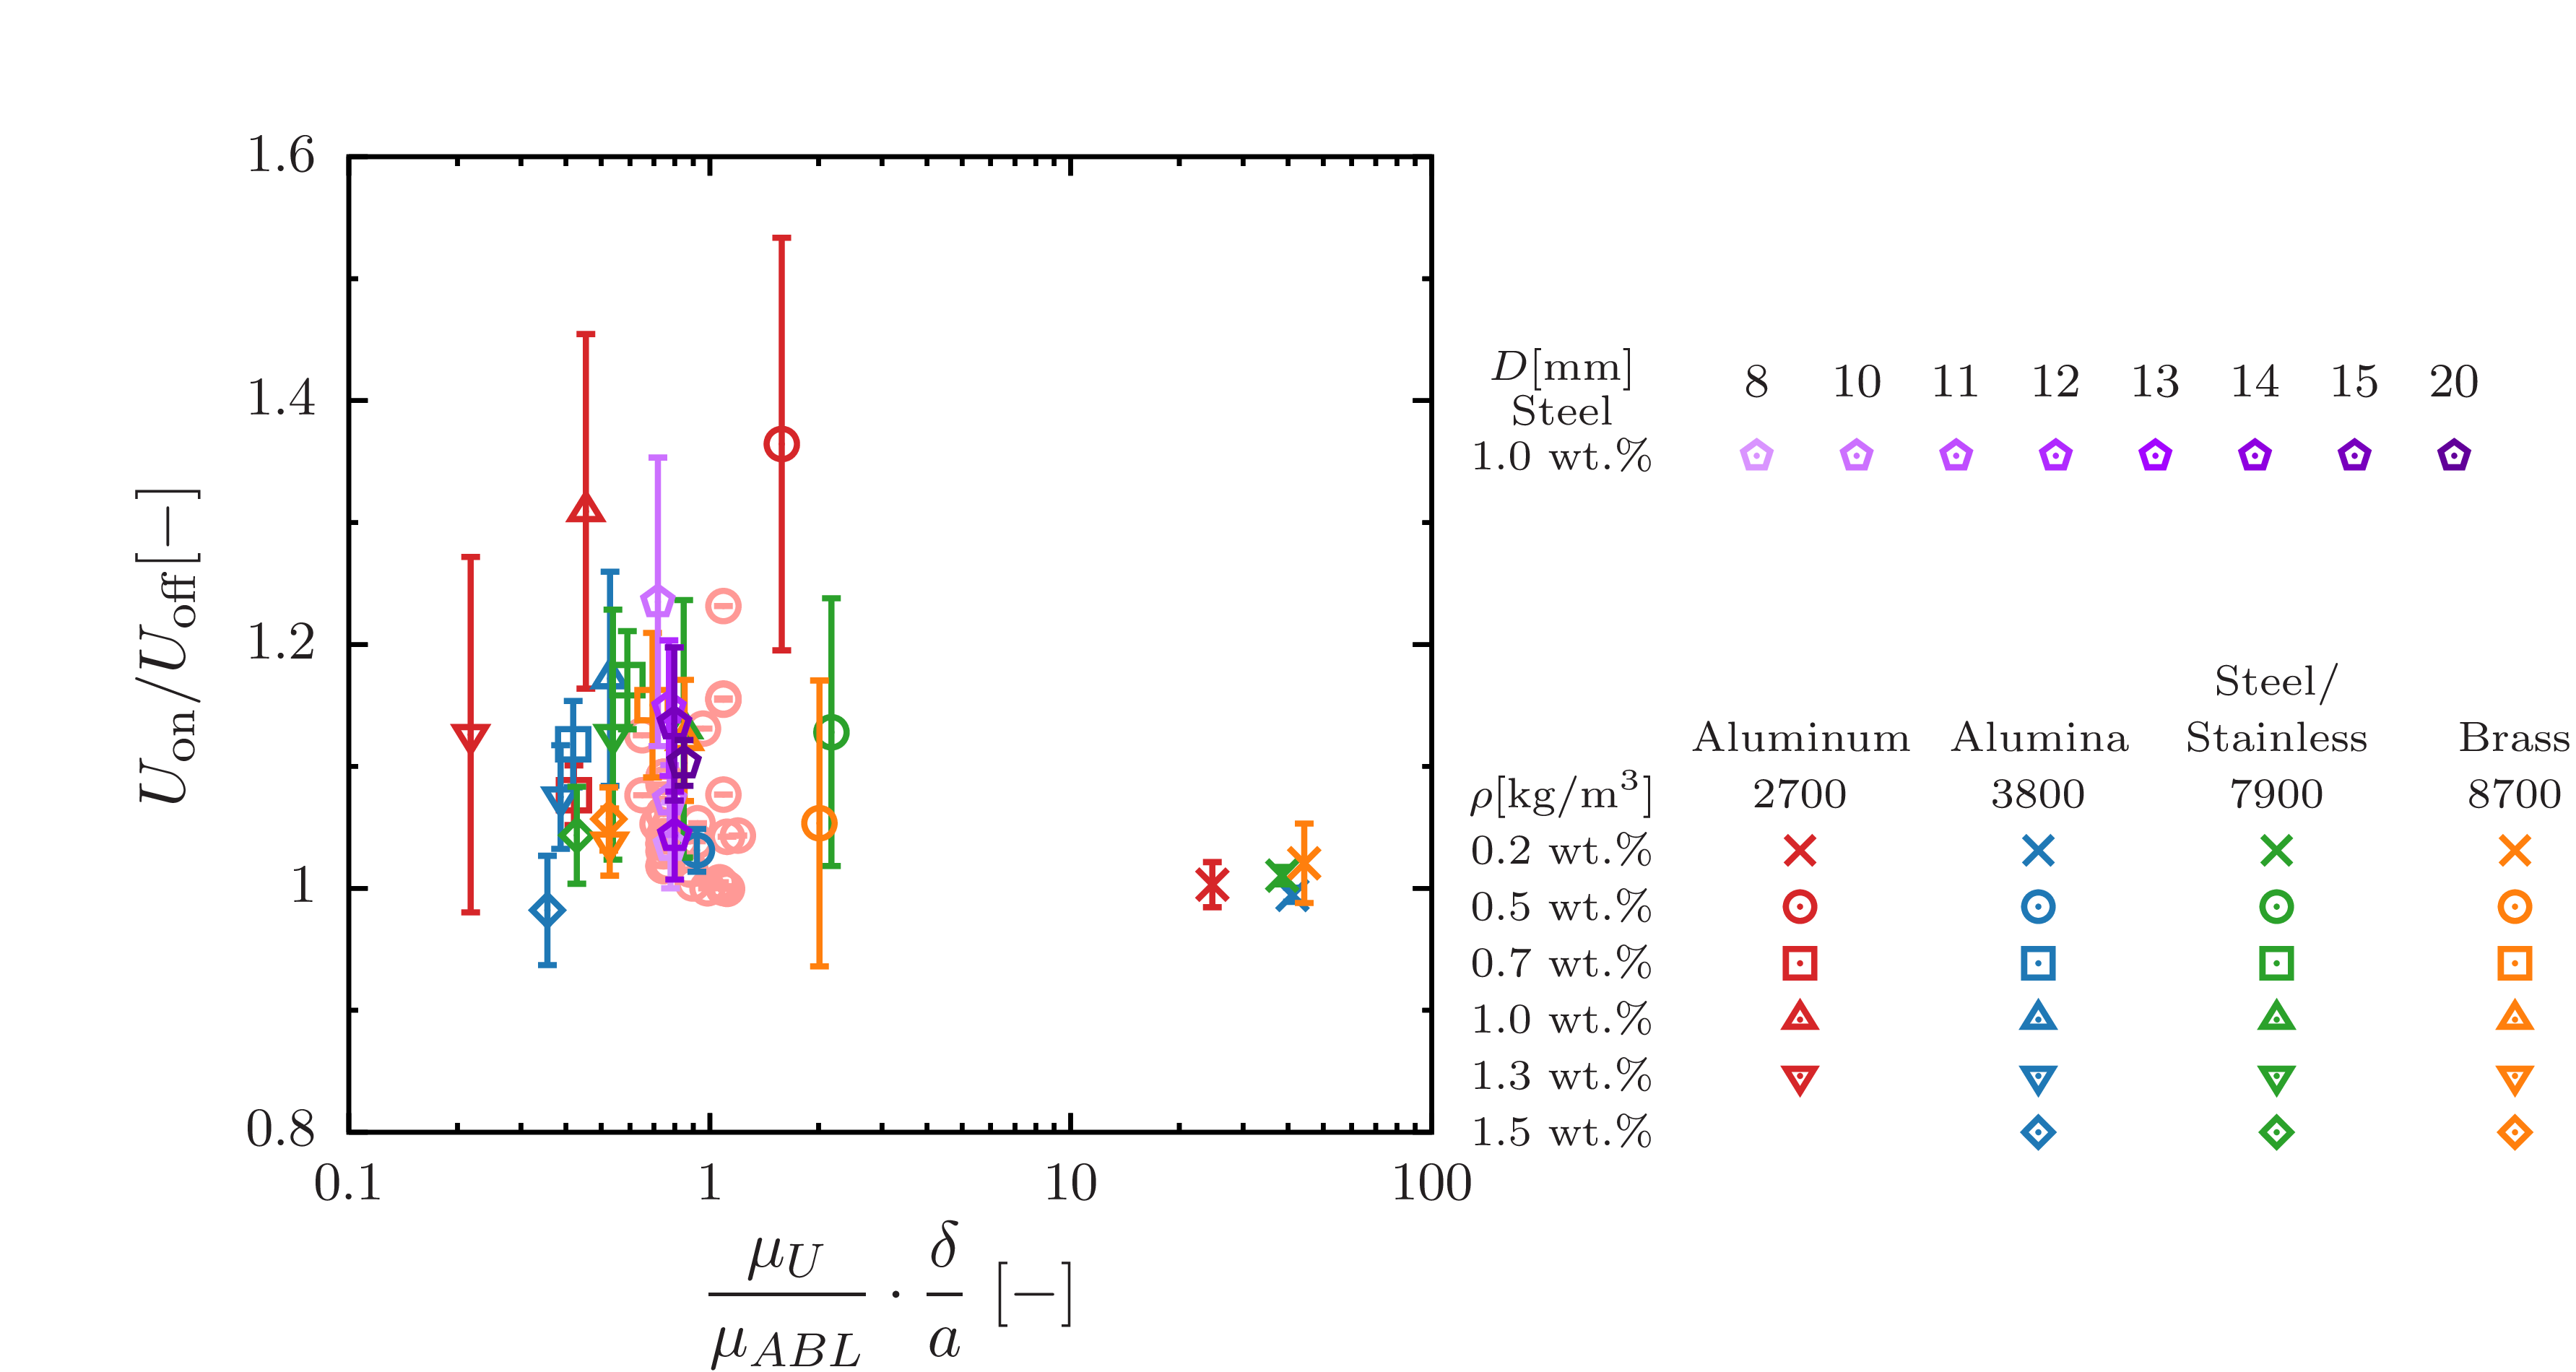 1.6
1.4
1.2
1
0.8
U_on/U_off[−]
0.1 1 10 100
μ_U/μ_ABL · δ/a [−]
D[mm] 8 10 11 12 13 14 15 20
Steel
1.0 wt.%
Steel/
Aluminum Alumina Stainless Brass
ρ[kg/m³] 2700 3800 7900 8700
0.2 wt.%
0.5 wt.%
0.7 wt.%
1.0 wt.%
1.3 wt.%
1.5 wt.%